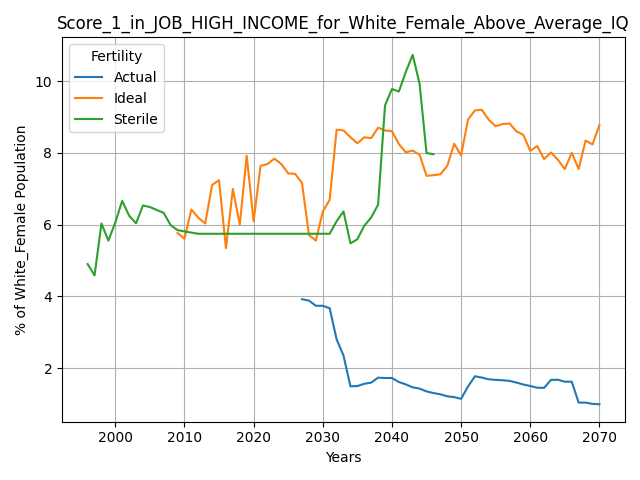 Score_1_in_JOB_HIGH_INCOME_for_White_Female_Above_Average_IQ
Fertility
Actual
Ideal
Sterile
% of White_Female Population
10
8
6
4
2
2000
2010
2020
2030
2040
2050
2060
2070
Years